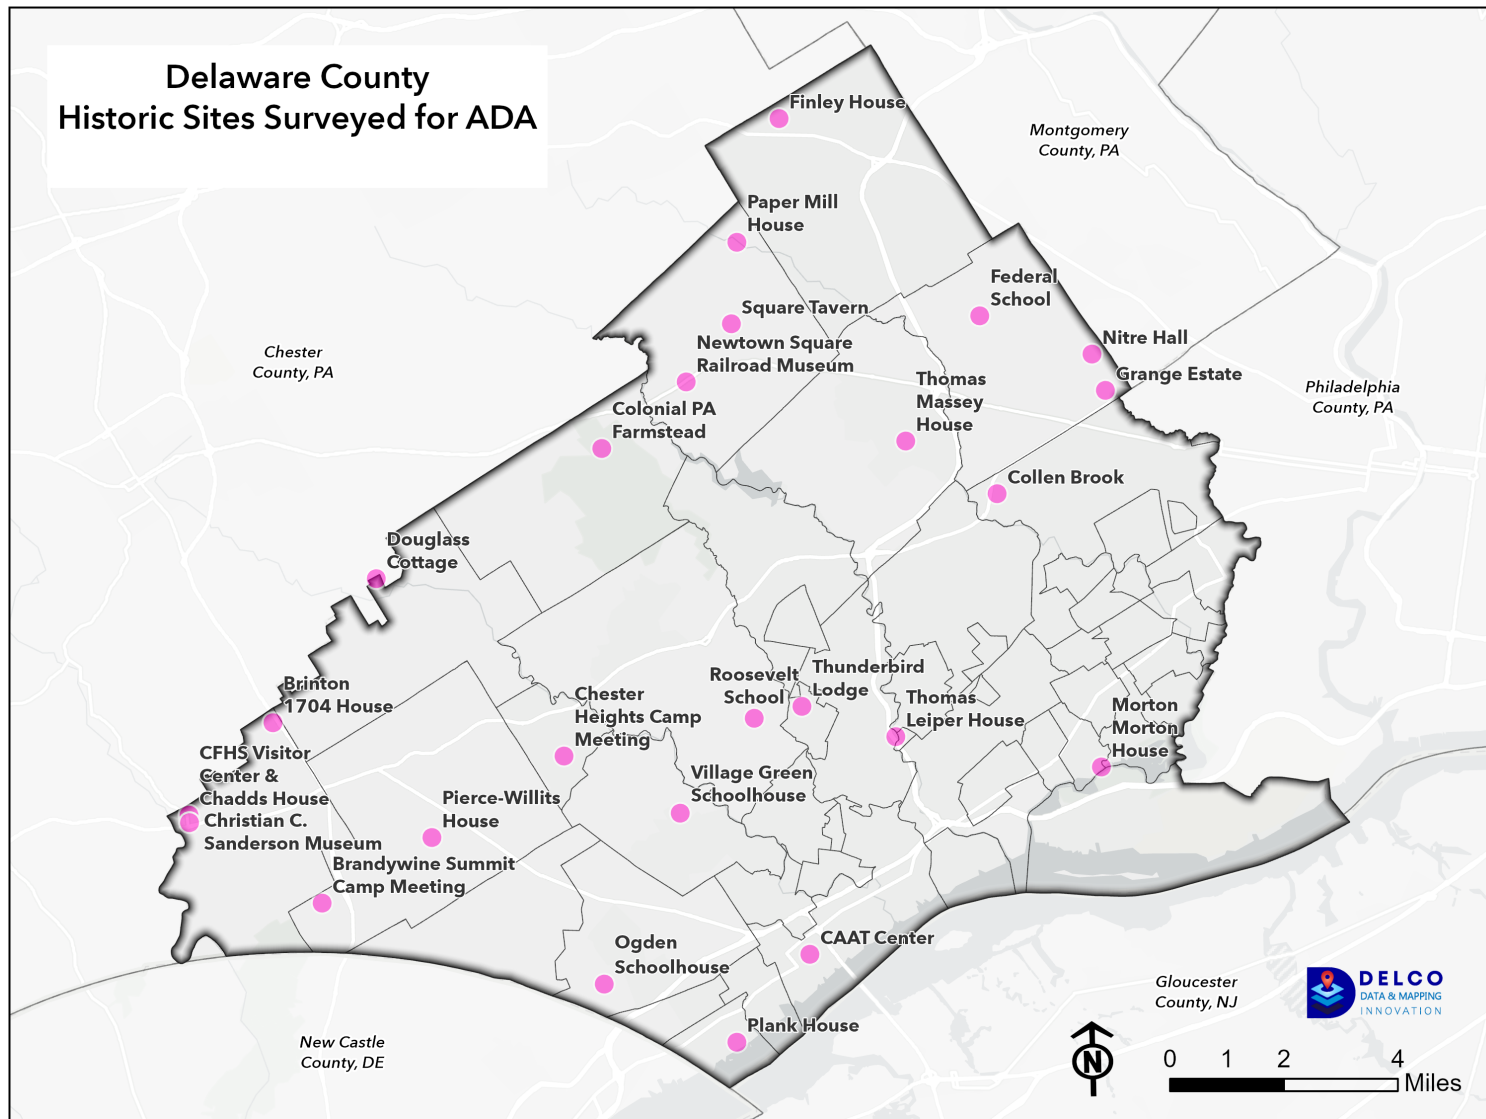 Delaware County
Historic Sites Surveyed for ADA
Finley House
Montgomery
County, PA
Paper Mill
House
Federal
School
Square Tavern
Newtown Square
Railroad Museum
Nitre Hall
Grange Estate
Chester
County, PA
Thomas
Massey
House
Philadelphia
County, PA
Colonial PA
Farmstead
Collen Brook
Douglass
Cottage
Brinton
1704 House
Roosevelt
School
Thunderbird
Lodge
Chester
Heights Camp
Meeting
Thomas
Leiper House
Morton
Morton
House
CFHS Visitor
Center &
Chadds House
Christian C.
Sanderson Museum
Village Green
Schoolhouse
Pierce-Willits
House
Brandywine Summit
Camp Meeting
Ogden
Schoolhouse
CAAT Center
Plank House
Gloucester
County, NJ
New Castle
County, DE
DELCO
DATA & MAPPING
INNOVATION
N
0 1 2 4
Miles